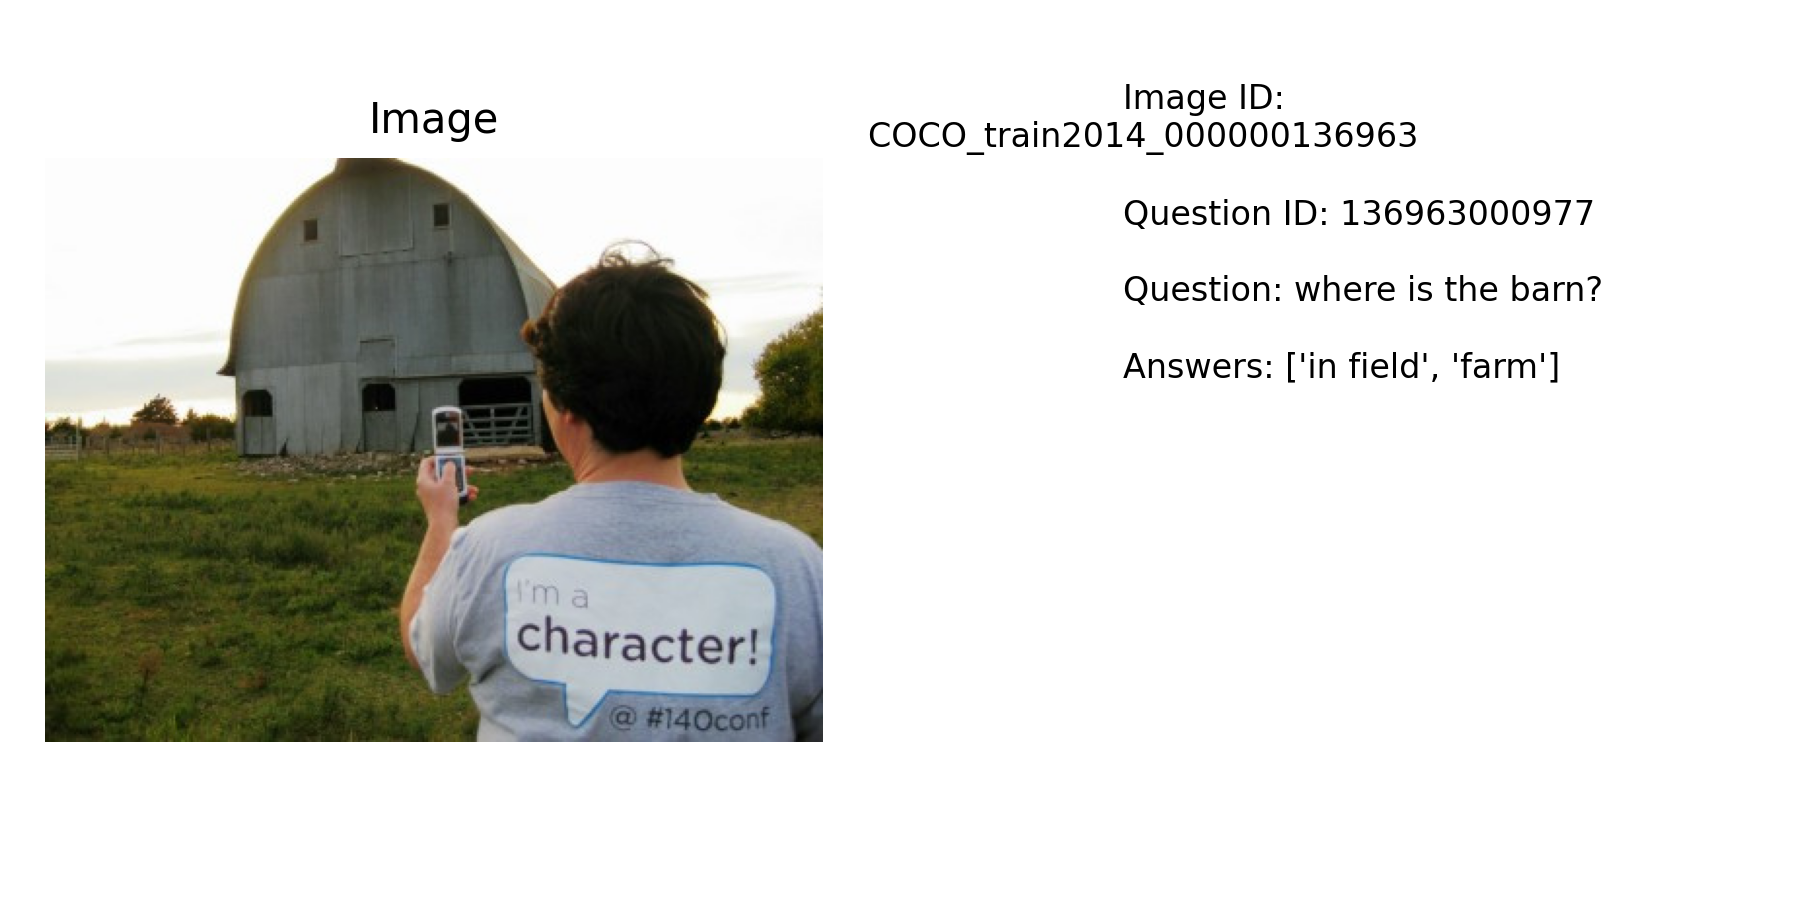 Image
I'm a
character!
@ #140conf
Image ID:
COCO_train2014_000000136963
Question ID: 136963000977
Question: where is the barn?
Answers: ['in field', 'farm']